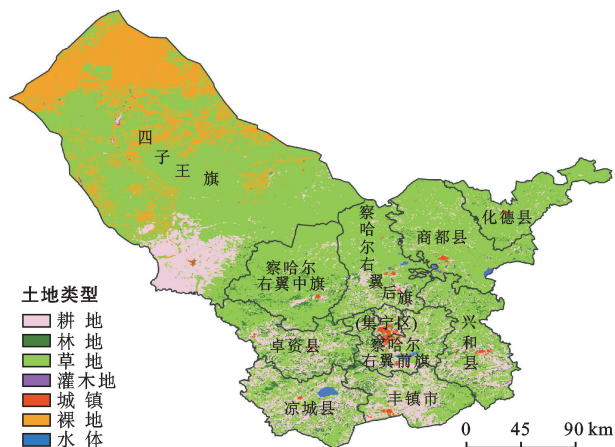 四子王旗
化德县
商都县
察哈尔右翼后旗
察哈尔
右翼中旗
(集宁区)
察哈尔
右翼前旗
兴和县
卓资县
凉城县
丰镇市
土地类型
耕地
林地
草地
灌木地
城镇
裸地
水体
0 45 90 km